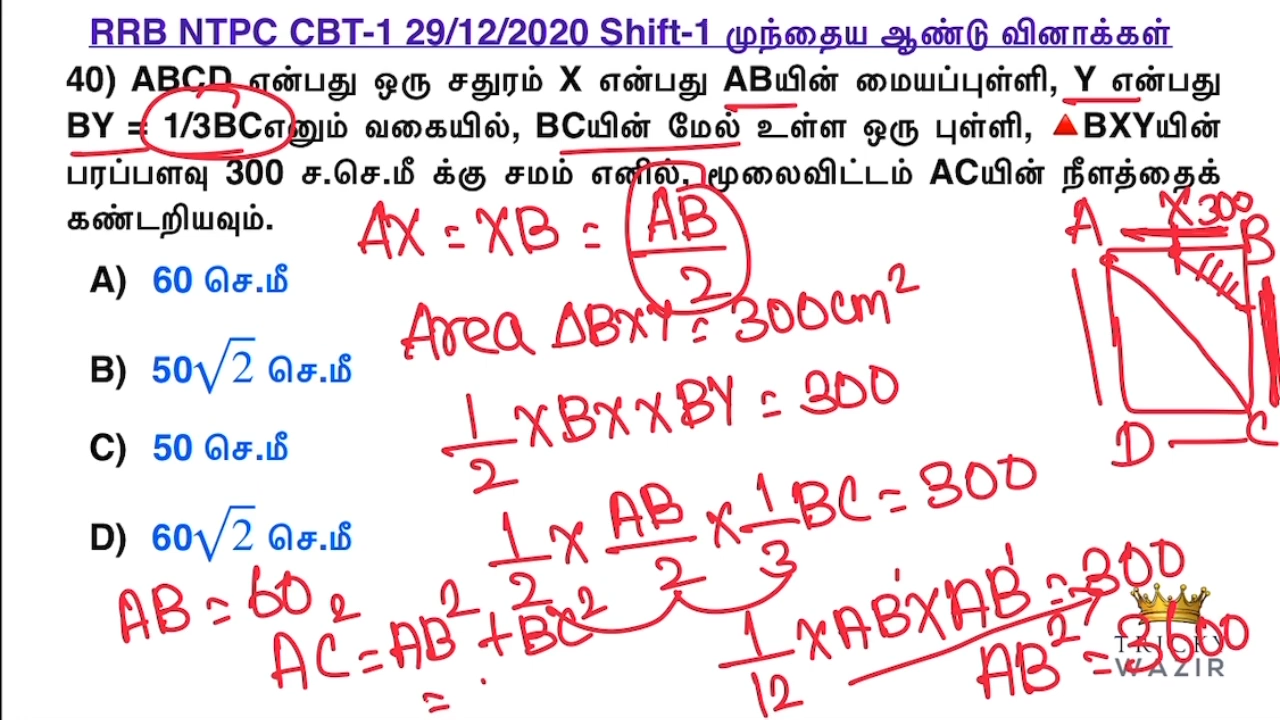 RRB NTPC CBT-1 29/12/2020 Shift-1 முந்தைய ஆண்டு வினாக்கள்
40) ABCD என்பது ஒரு சதுரம் X என்பது ABயின் மையப்புள்ளி, Y என்பது
BY = 1/3BCஎனும் வகையில், BCயின் மேல் உள்ள ஒரு புள்ளி, 🔺BXYயின்
பரப்பளவு 300 ச.செ.மீ க்கு சமம் எனில், மூலைவிட்டம் ACயின் நீளத்தைக்
கண்டறியவும்.
A) 60 செ.மீ
B) 50√2 செ.மீ
C) 50 செ.மீ
D) 60√2 செ.மீ
AX = XB = AB/2
Area ΔBXY = 300cm²
1/2 × BX × BY = 300
1/2 × AB/2 × 1/3 BC = 300
1/12 × AB¹ × AB¹ = 300
AB² = 3600
AB = 60
AC² = AB² + BC²
=
A X 300 B
D C
TRICKY
WAZIR